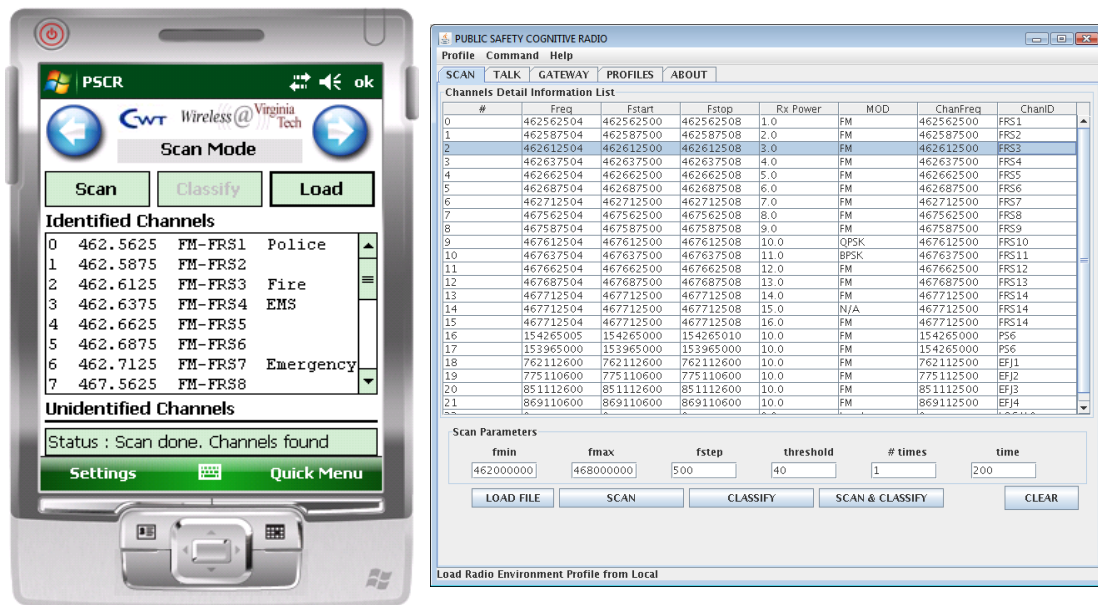 PSCR ok
CWT Wireless@Virginia Tech
Scan Mode
Scan Classify Load
Identified Channels
0 462.5625 FM-FRS1 Police
1 462.5875 FM-FRS2
2 462.6125 FM-FRS3 Fire
3 462.6375 FM-FRS4 EMS
4 462.6625 FM-FRS5
5 462.6875 FM-FRS6
6 462.7125 FM-FRS7 Emergency
7 467.5625 FM-FRS8
Unidentified Channels
Status : Scan done. Channels found
Settings Quick Menu
PUBLIC SAFETY COGNITIVE RADIO
Profile Command Help
SCAN TALK GATEWAY PROFILES ABOUT
Channels Detail Information List
# Freq Fstart Fstop Rx Power MOD ChanFreq ChanID
0 462562504 462562500 462562508 1.0 FM 462562500 FRS1
1 462587504 462587500 462587508 2.0 FM 462587500 FRS2
2 462612504 462612500 462612508 3.0 FM 462612500 FRS3
3 462637504 462637500 462637508 4.0 FM 462637500 FRS4
4 462662504 462662500 462662508 5.0 FM 462662500 FRS5
5 462687504 462687500 462687508 6.0 FM 462687500 FRS6
6 462712504 462712500 462712508 7.0 FM 462712500 FRS7
7 467562504 467562500 467562508 8.0 FM 467562500 FRS8
8 467587504 467587500 467587508 9.0 FM 467587500 FRS9
9 467612504 467612500 467612508 10.0 QPSK 467612500 FRS10
10 467637504 467637500 467637508 11.0 BPSK 467637500 FRS11
11 467662504 467662500 467662508 12.0 FM 467662500 FRS12
12 467687504 467687500 467687508 13.0 FM 467687500 FRS13
13 467712504 467712500 467712508 14.0 FM 467712500 FRS14
14 467712504 467712500 467712508 15.0 N/A 467712500 FRS14
15 467712504 467712500 467712508 16.0 FM 467712500 FRS14
16 154265005 154265000 154265010 10.0 FM 154265000 PS6
17 153965000 153965000 153965000 10.0 FM 154265000 PS6
18 762112600 762112600 762112600 10.0 FM 762112500 EFJ1
19 775110600 775110600 775110600 10.0 FM 775112500 EFJ2
20 851112600 851112600 851112600 10.0 FM 851112500 EFJ3
21 869110600 869110600 869110600 10.0 FM 869112500 EFJ4
Scan Parameters
fmin fmax fstep threshold # times time
462000000 468000000 500 40 1 200
LOAD FILE SCAN CLASSIFY SCAN & CLASSIFY CLEAR
Load Radio Environment Profile from Local